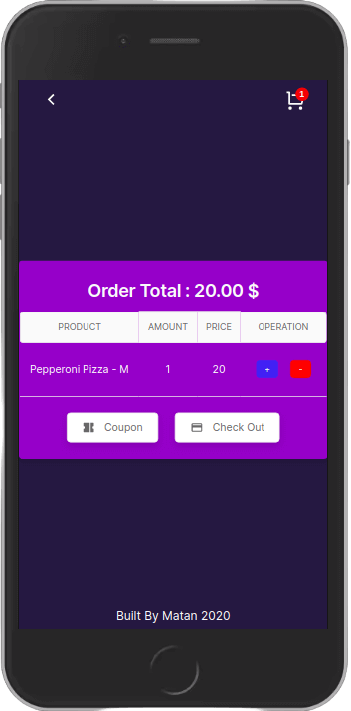 1
Order Total : 20.00 $
PRODUCT AMOUNT PRICE OPERATION
Pepperoni Pizza - M 1 20 + -
Coupon Check Out
Built By Matan 2020